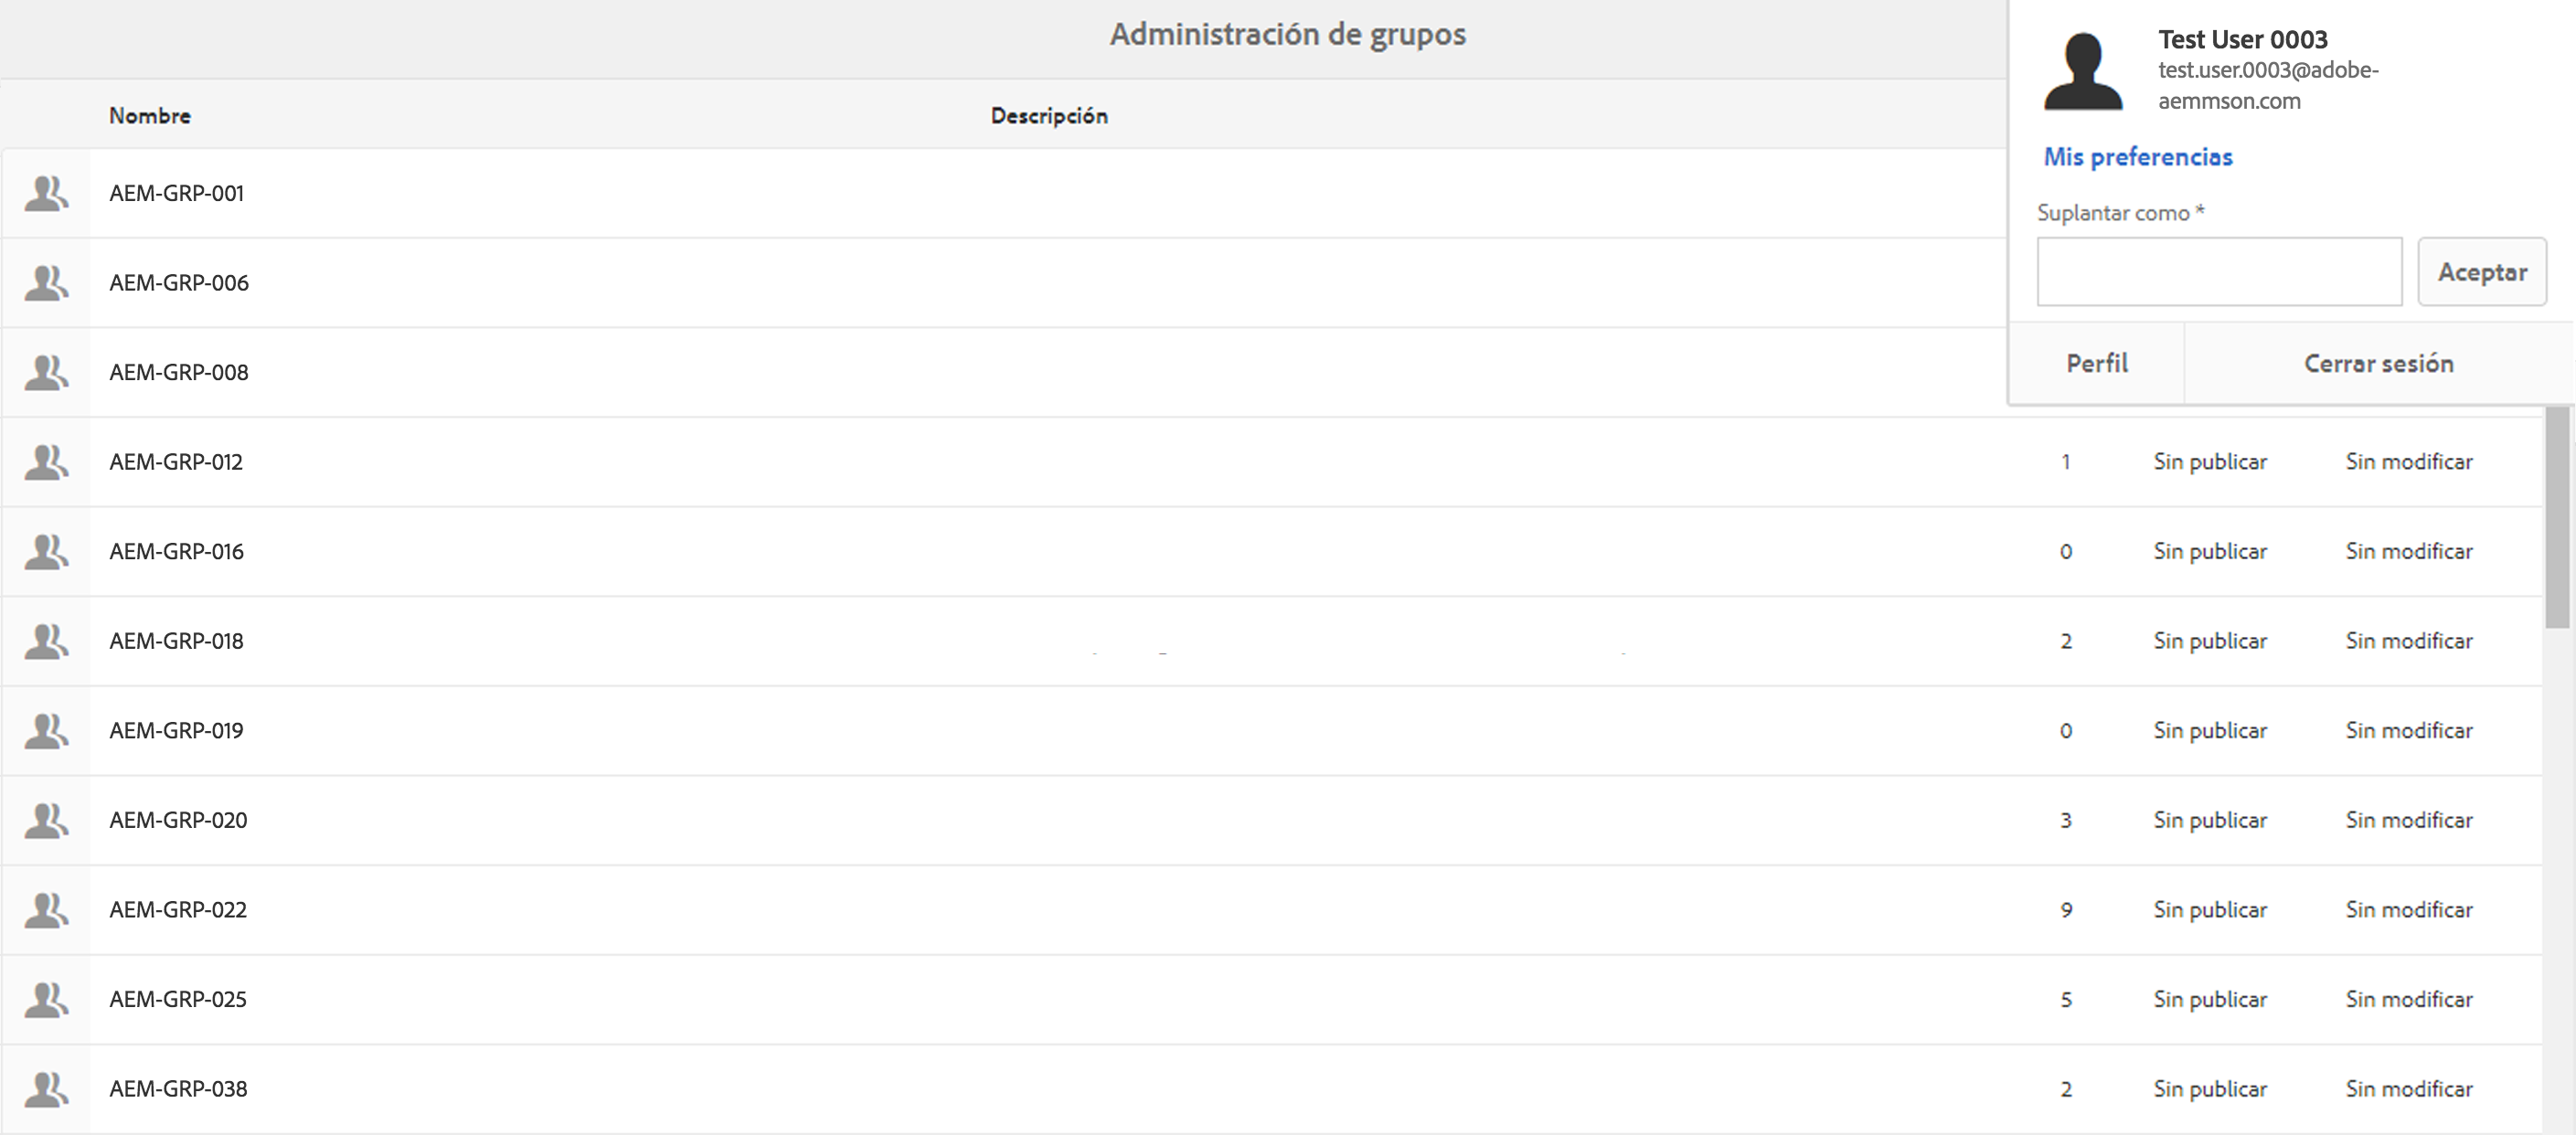 Administración de grupos
Test User 0003
test.user.0003@adobe-
aemmson.com
Mis preferencias
Suplantar como *
Aceptar
Perfil Cerrar sesión
Nombre Descripción
AEM-GRP-001
AEM-GRP-006
AEM-GRP-008
AEM-GRP-012 1 Sin publicar Sin modificar
AEM-GRP-016 0 Sin publicar Sin modificar
AEM-GRP-018 2 Sin publicar Sin modificar
AEM-GRP-019 0 Sin publicar Sin modificar
AEM-GRP-020 3 Sin publicar Sin modificar
AEM-GRP-022 9 Sin publicar Sin modificar
AEM-GRP-025 5 Sin publicar Sin modificar
AEM-GRP-038 2 Sin publicar Sin modificar